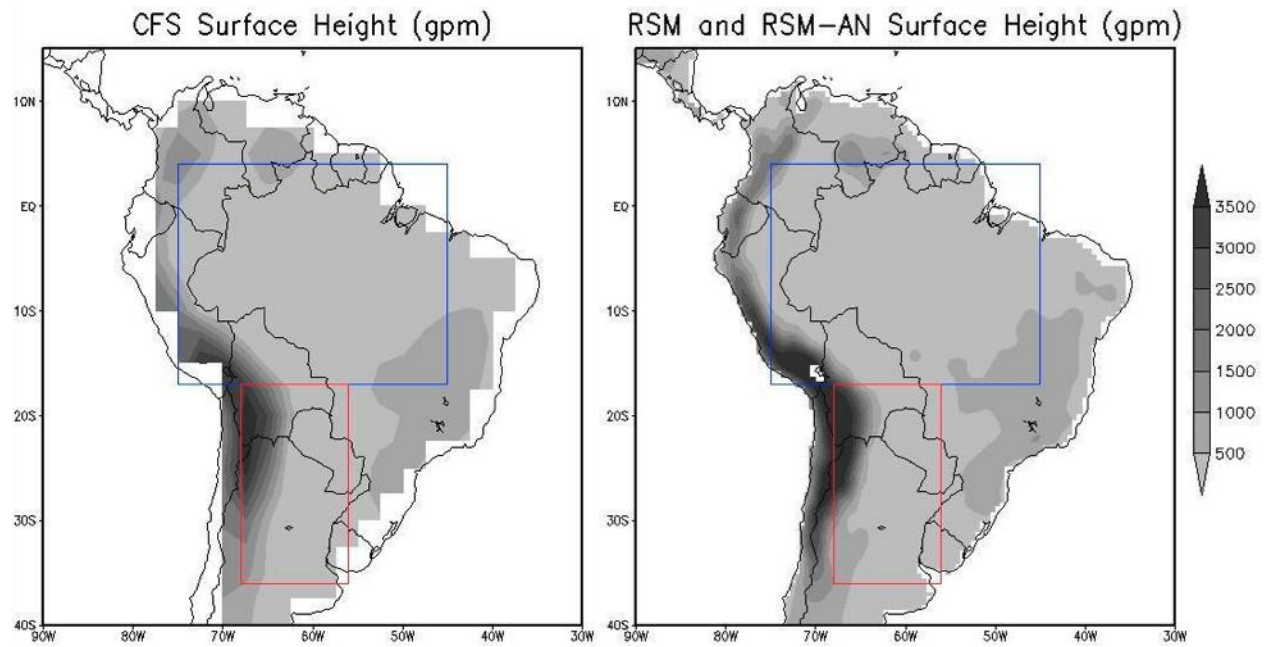 CFS Surface Height (gpm)
RSM and RSM-AN Surface Height (gpm)
10N
EQ
10S
20S
30S
40S
90W 80W 70W 60W 50W 40W 30W
10N
EQ
10S
20S
30S
40S
90W 80W 70W 60W 50W 40W 30W
3500
3000
2500
2000
1500
1000
500